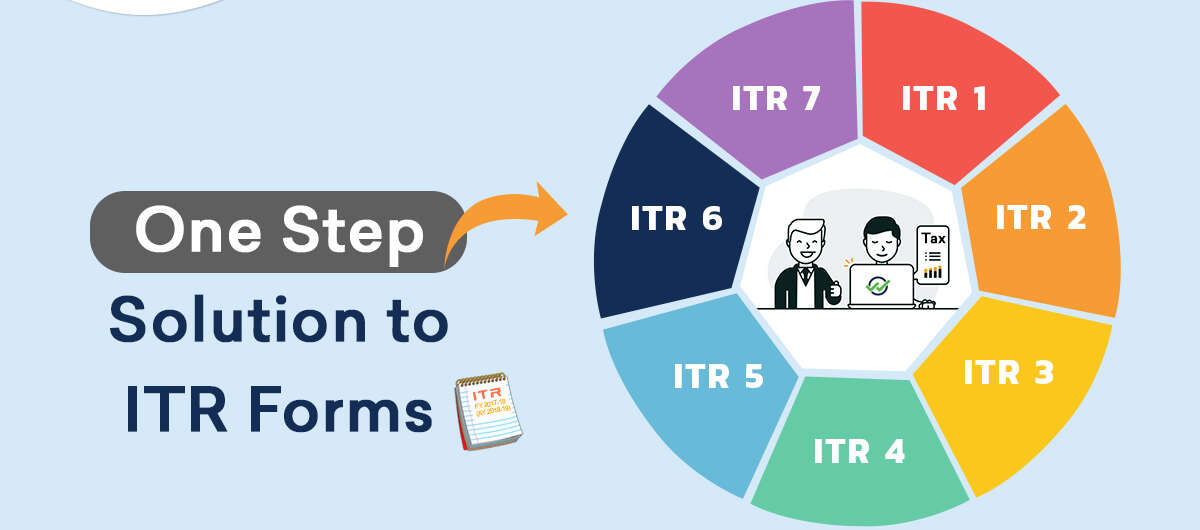 One Step
Solution to
ITR Forms
ITR
FY 2017-18
(AY 2018-19)
ITR 1
ITR 2
ITR 3
ITR 4
ITR 5
ITR 6
ITR 7
Tax